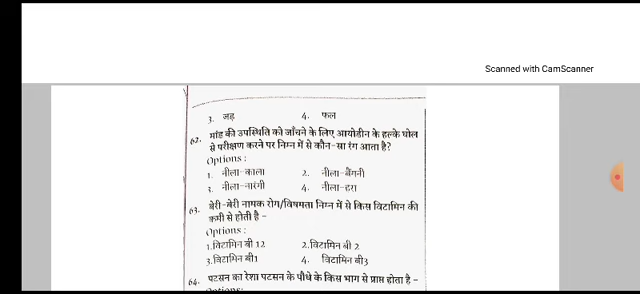 Scanned with CamScanner
3. जड़ 4. फल
62. मांड की उपस्थिति को जाँचने के लिए आयोडीन के हल्के घोल
से परीक्षण करने पर निम्न में से कौन-सा रंग आता है?
Options :
1. नीला-काला 2. नीला-बैंगनी
3. नीला-नारंगी 4. नीला-हरा
63. बेरी-बेरी नामक रोग/विषमता निम्न में से किस विटामिन की
कमी से होती है -
Options :
1.विटामिन बी 12 2.विटामिन बी 2
3.विटामिन बी1 4. विटामिन बी3
64. पटसन का रेशा पटसन के पौधे के किस भाग से प्राप्त होता है -
Options: